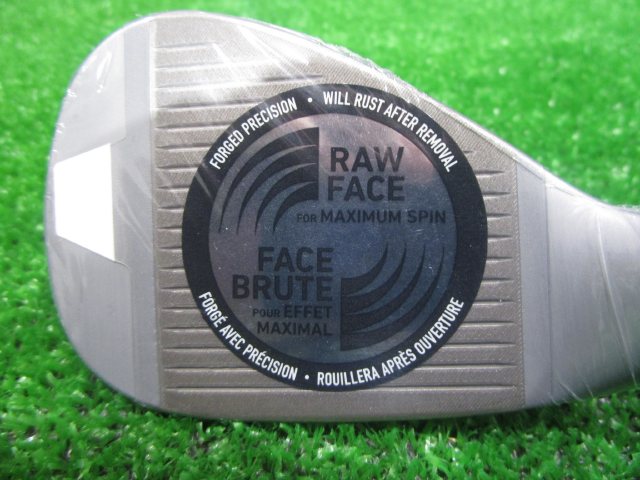 FORGED PRECISION • WILL RUST AFTER REMOVAL
RAW
FACE
FOR MAXIMUM SPIN
FACE
BRUTE
POUR EFFET
MAXIMAL
FORGÉ AVEC PRÉCISION • ROUILLERA APRÈS OUVERTURE